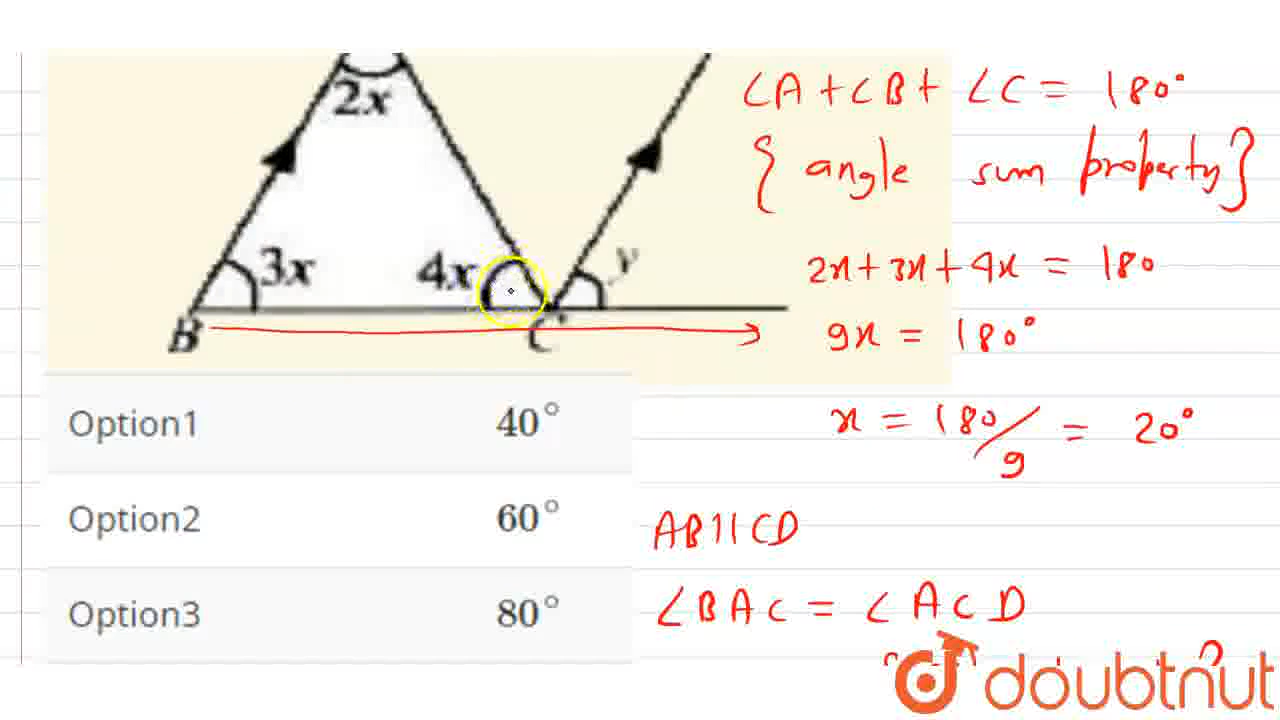 2x
3x
4x
y
B
C
Option1 40°
Option2 60°
Option3 80°
∠A + ∠B + ∠C = 180°
{ angle sum property }
2x + 3x + 4x = 180
9x = 180°
x = 180/9 = 20°
AB || CD
∠BAC = ∠ACD
doubtnut